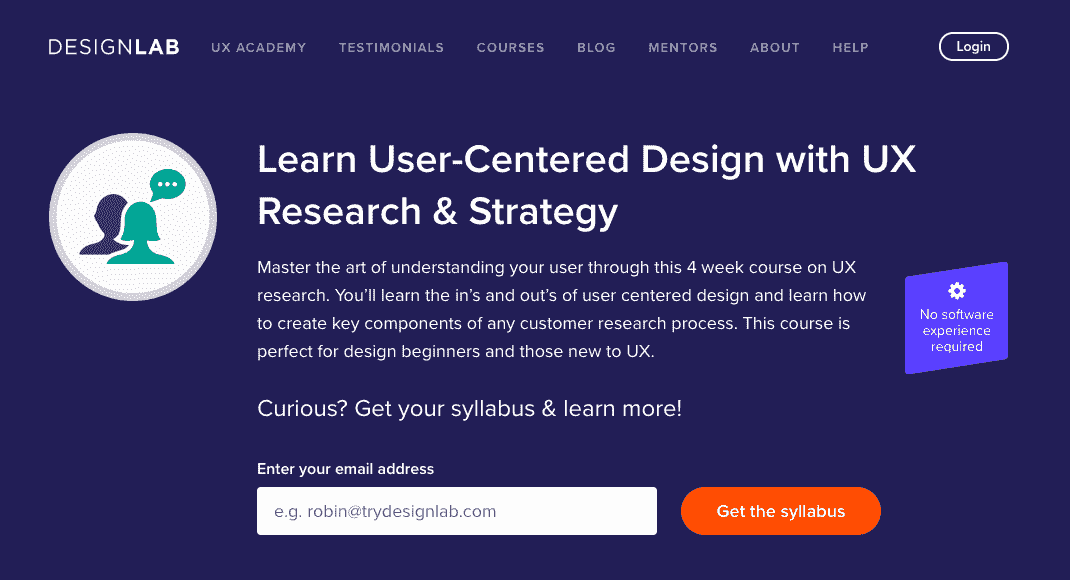 DESIGNLAB
UX ACADEMY
TESTIMONIALS
COURSES
BLOG
MENTORS
ABOUT
HELP
Login
Learn User-Centered Design with UX
Research & Strategy
Master the art of understanding your user through this 4 week course on UX
research. You’ll learn the in’s and out’s of user centered design and learn how
to create key components of any customer research process. This course is
perfect for design beginners and those new to UX.
No software
experience
required
Curious? Get your syllabus & learn more!
Enter your email address
e.g. robin@trydesignlab.com
Get the syllabus